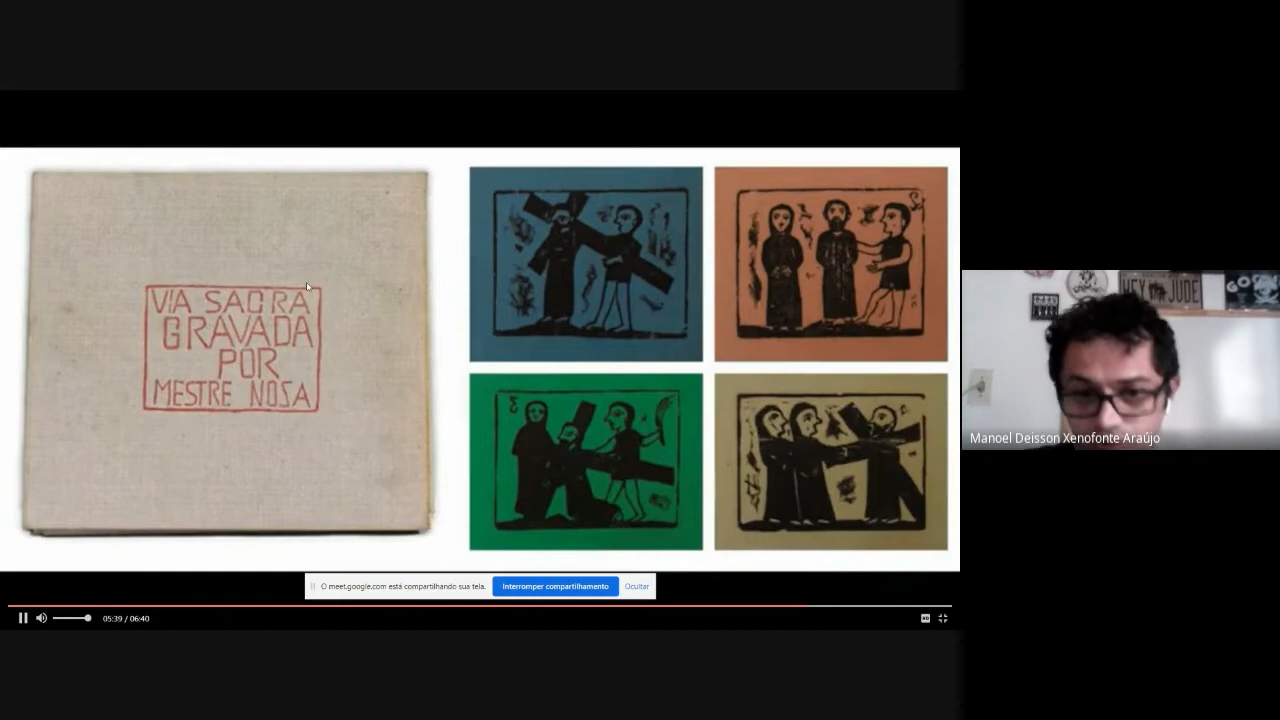 VIA SACRA
GRAVADA
POR
MESTRE NOSA
HEY JUDE
Manoel Deisson Xenofonte Araújo
O meet.google.com está compartilhando sua tela.
Interromper compartilhamento
Ocultar
05:39 / 06:40